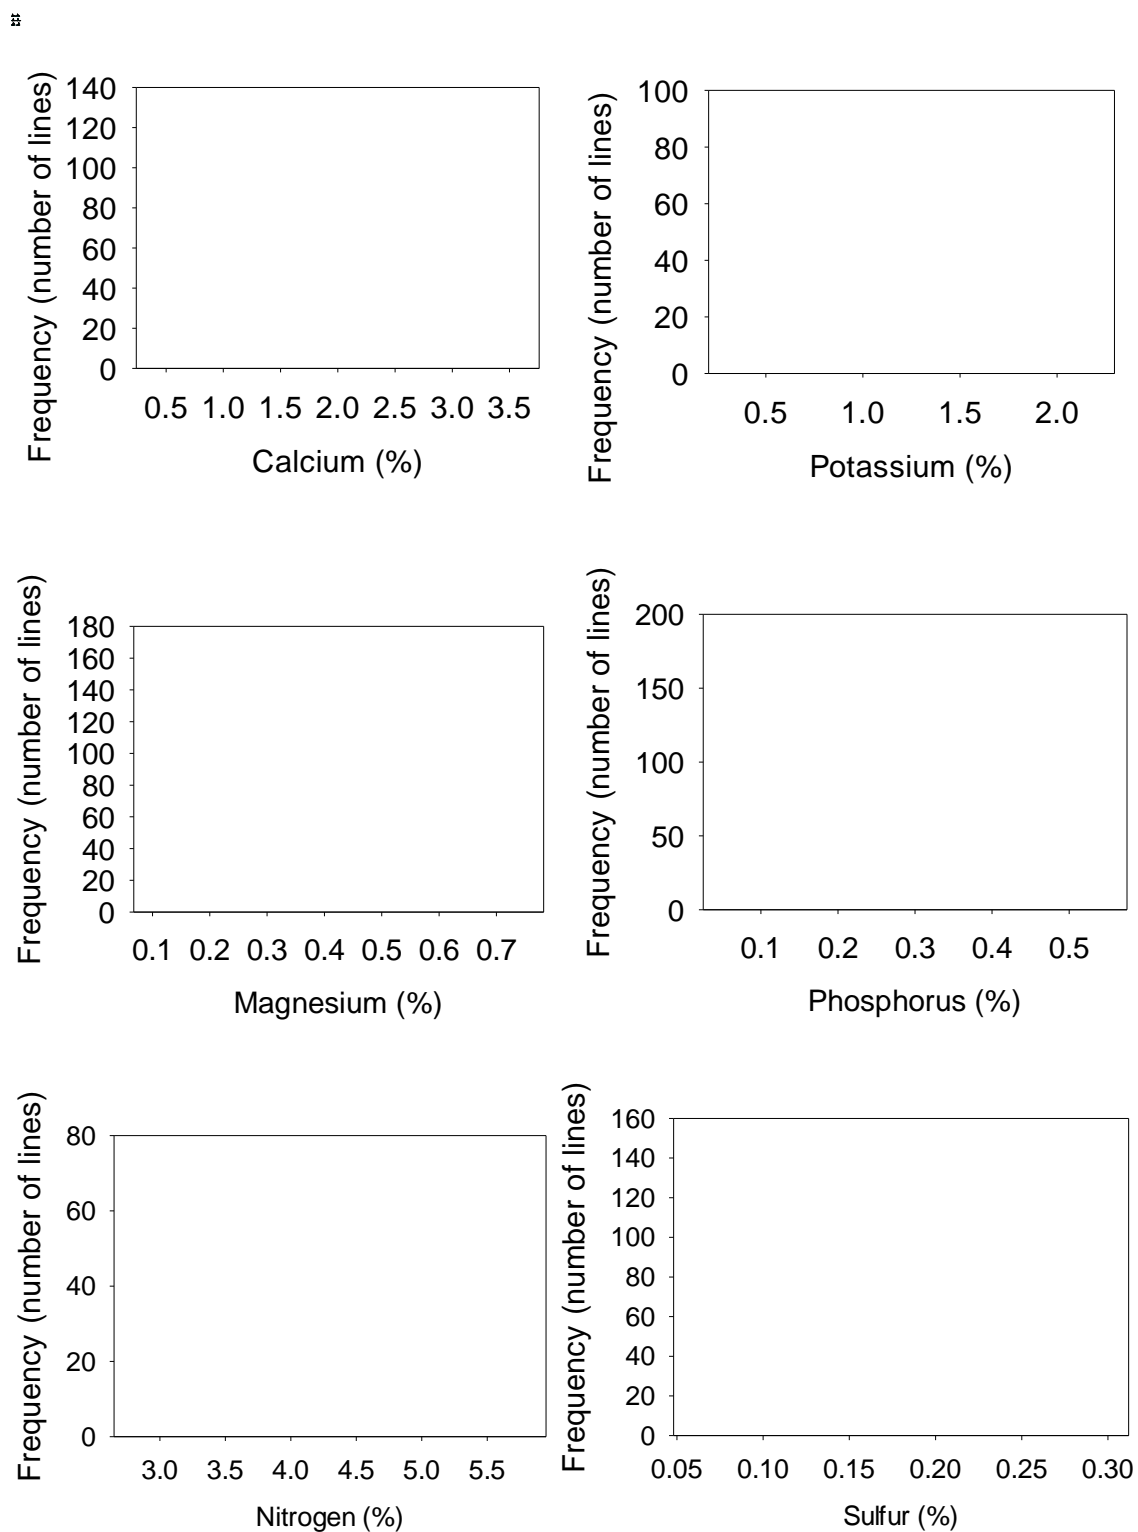 Frequency (number of lines)
140
120
100
80
60
40
20
0
0.5 1.0 1.5 2.0 2.5 3.0 3.5
Calcium (%)
Frequency (number of lines)
100
80
60
40
20
0
0.5 1.0 1.5 2.0
Potassium (%)
Frequency (number of lines)
180
160
140
120
100
80
60
40
20
0
0.1 0.2 0.3 0.4 0.5 0.6 0.7
Magnesium (%)
Frequency (number of lines)
200
150
100
50
0
0.1 0.2 0.3 0.4 0.5
Phosphorus (%)
Frequency (number of lines)
80
60
40
20
0
3.0 3.5 4.0 4.5 5.0 5.5
Nitrogen (%)
Frequency (number of lines)
160
140
120
100
80
60
40
20
0
0.05 0.10 0.15 0.20 0.25 0.30
Sulfur (%)